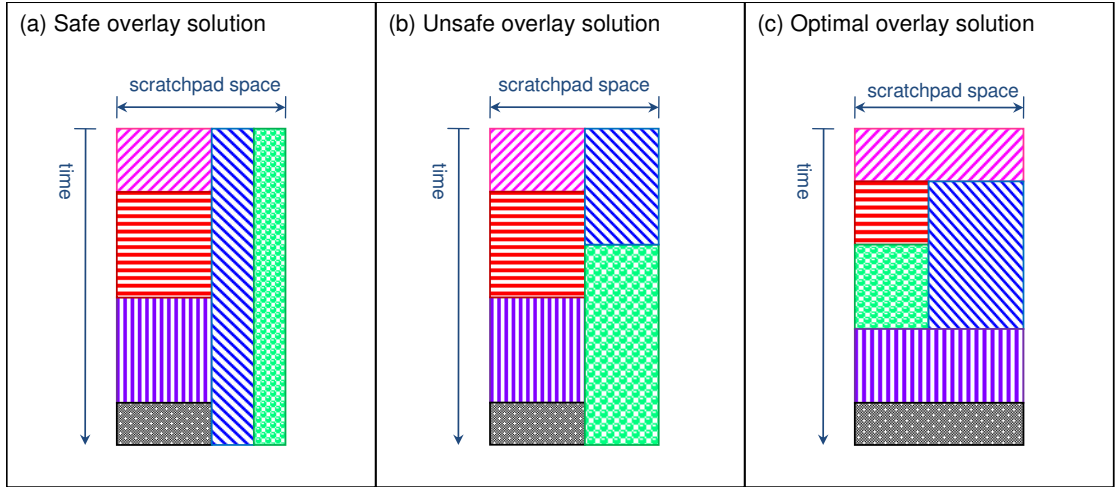 (a) Safe overlay solution
scratchpad space
time
(b) Unsafe overlay solution
scratchpad space
time
(c) Optimal overlay solution
scratchpad space
time